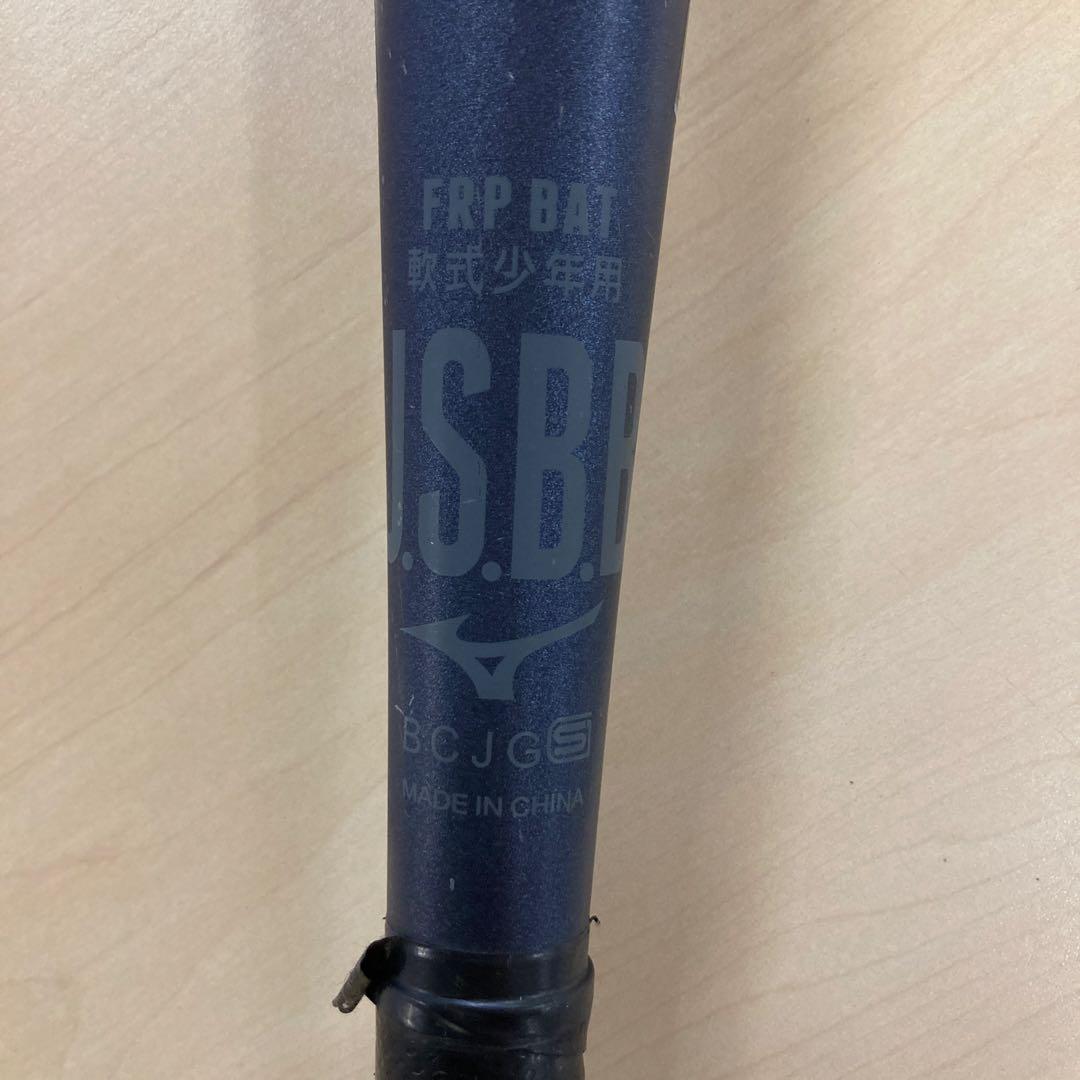 FRP BAT
軟式少年用
J.S.B.B
BCJG S
MADE IN CHINA